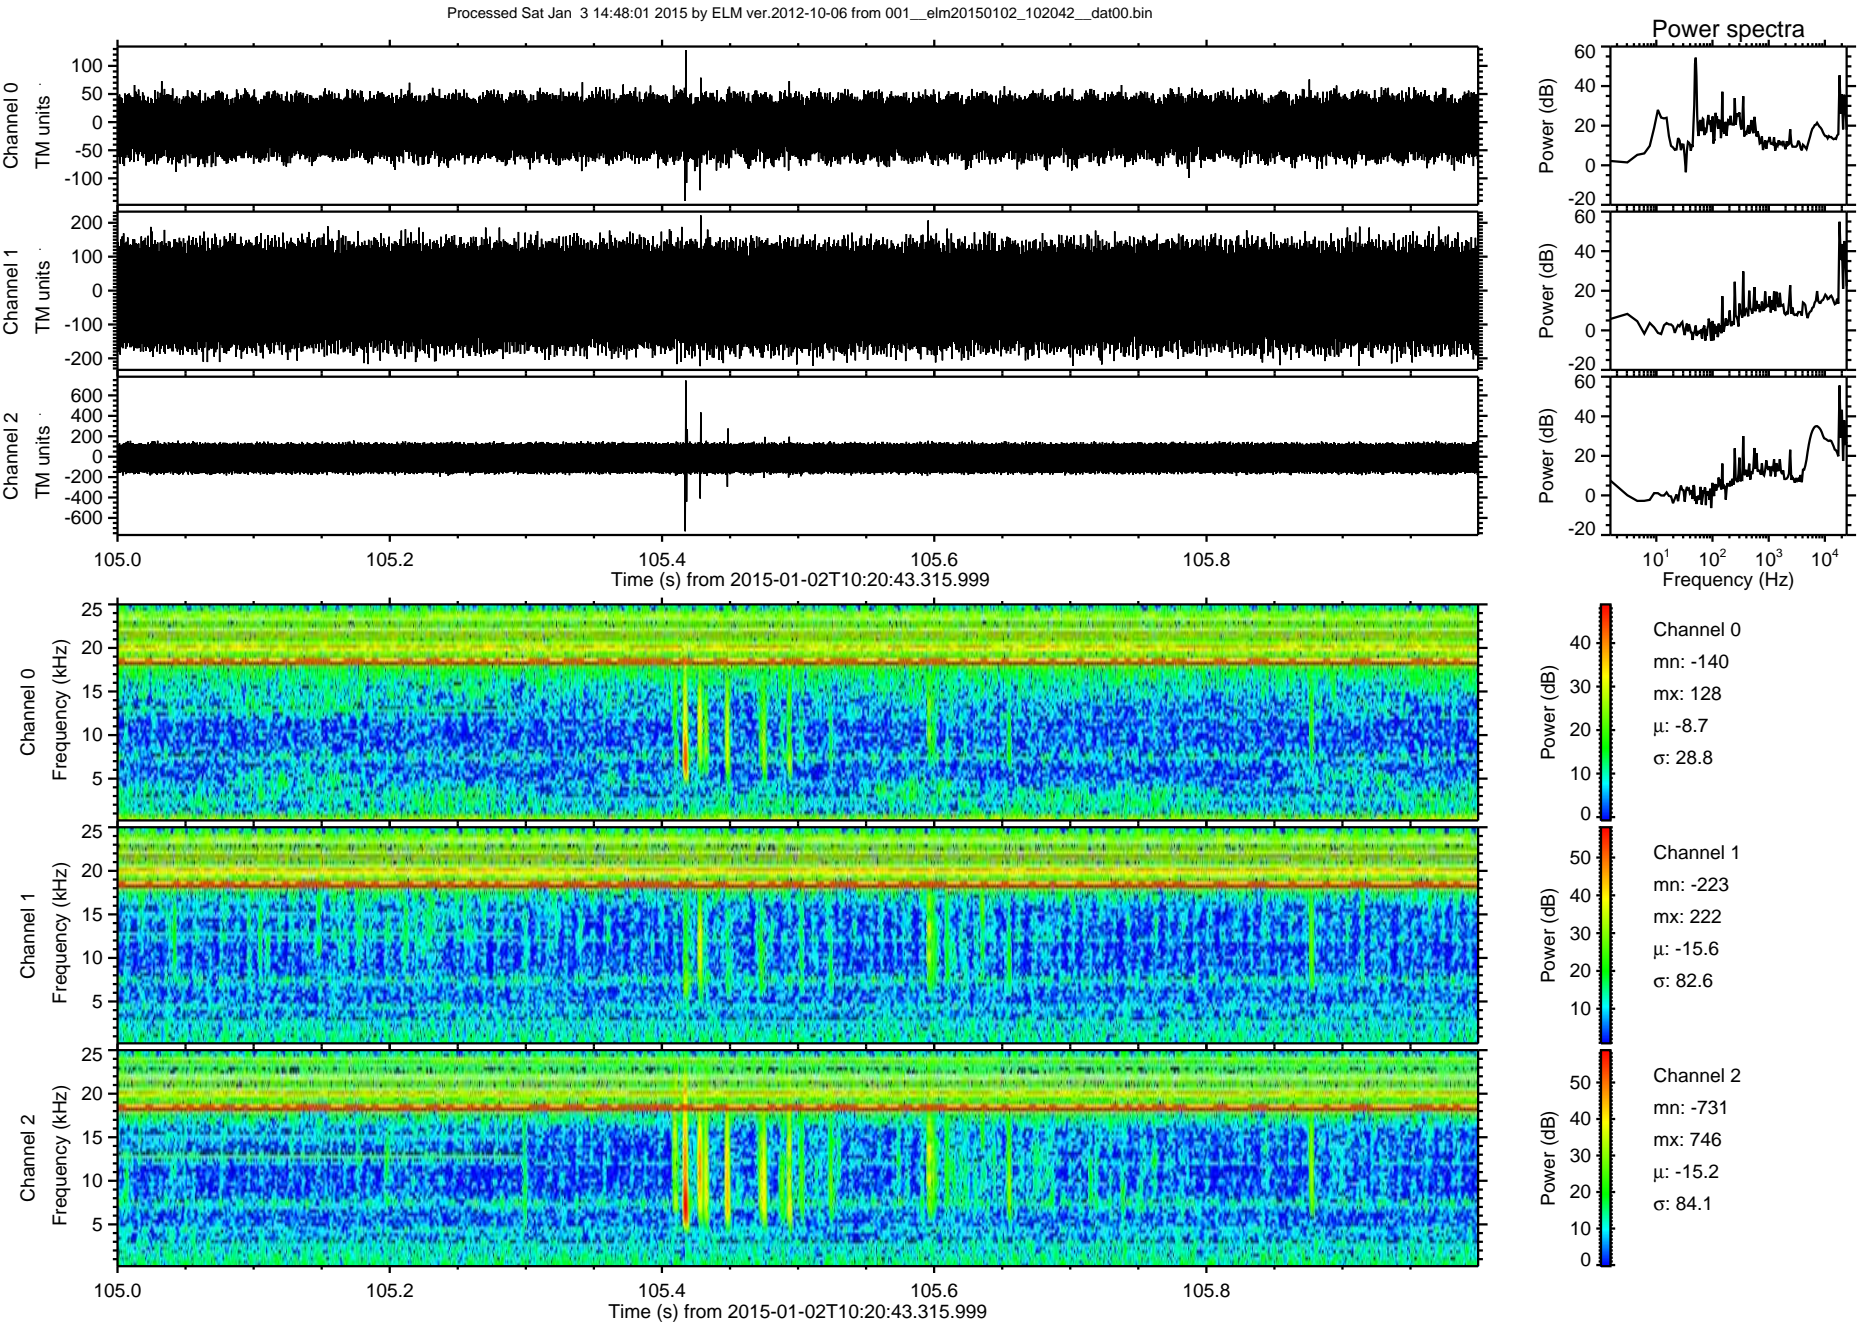 Processed Sat Jan  3 14:48:01 2015 by ELM ver.2012-10-06 from 001__elm20150102_102042__dat00.bin
Power spectra
Channel 0
TM units
100
50
0
-50
-100
Power (dB)
60
40
20
0
-20
Channel 1
TM units
200
100
0
-100
-200
Power (dB)
60
40
20
0
-20
Channel 2
TM units
600
400
200
0
-200
-400
-600
Power (dB)
60
40
20
0
-20
105.0 105.2 105.4 105.6 105.8
Time (s) from 2015-01-02T10:20:43.315.999
10¹ 10² 10³ 10⁴
Frequency (Hz)
Channel 0
Frequency (kHz)
25
20
15
10
5
Power (dB)
40
30
20
10
0
Channel 0
mn: -140
mx: 128
μ: -8.7
σ: 28.8
Channel 1
Frequency (kHz)
25
20
15
10
5
Power (dB)
50
40
30
20
10
Channel 1
mn: -223
mx: 222
μ: -15.6
σ: 82.6
Channel 2
Frequency (kHz)
25
20
15
10
5
Power (dB)
50
40
30
20
10
0
Channel 2
mn: -731
mx: 746
μ: -15.2
σ: 84.1
105.0 105.2 105.4 105.6 105.8
Time (s) from 2015-01-02T10:20:43.315.999